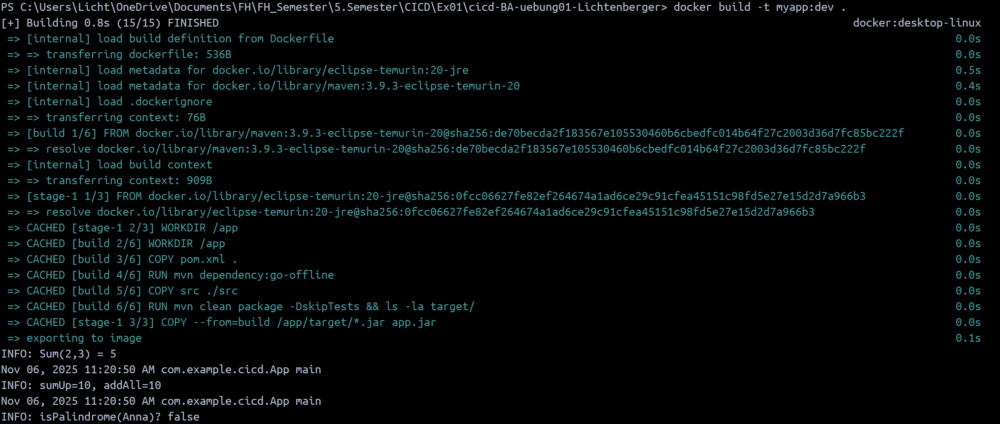 PS C:\Users\Licht\OneDrive\Documents\FH\FH_Semester\5.Semester\CICD\Ex01\cicd-BA-uebung01-Lichtenberger> docker build -t myapp:dev .
[+] Building 0.8s (15/15) FINISHED docker:desktop-linux
=> [internal] load build definition from Dockerfile 0.0s
=> => transferring dockerfile: 536B 0.0s
=> [internal] load metadata for docker.io/library/eclipse-temurin:20-jre 0.5s
=> [internal] load metadata for docker.io/library/maven:3.9.3-eclipse-temurin-20 0.4s
=> [internal] load .dockerignore 0.0s
=> => transferring context: 76B 0.0s
=> [build 1/6] FROM docker.io/library/maven:3.9.3-eclipse-temurin-20@sha256:de70becda2f183567e105530460b6cbedfc014b64f27c2003d36d7fc85bc222f 0.0s
=> => resolve docker.io/library/maven:3.9.3-eclipse-temurin-20@sha256:de70becda2f183567e105530460b6cbedfc014b64f27c2003d36d7fc85bc222f 0.0s
=> [internal] load build context 0.0s
=> => transferring context: 909B 0.0s
=> [stage-1 1/3] FROM docker.io/library/eclipse-temurin:20-jre@sha256:0fcc06627fe82ef264674a1ad6ce29c91cfea45151c98fd5e27e15d2d7a966b3 0.0s
=> => resolve docker.io/library/eclipse-temurin:20-jre@sha256:0fcc06627fe82ef264674a1ad6ce29c91cfea45151c98fd5e27e15d2d7a966b3 0.0s
=> CACHED [stage-1 2/3] WORKDIR /app 0.0s
=> CACHED [build 2/6] WORKDIR /app 0.0s
=> CACHED [build 3/6] COPY pom.xml . 0.0s
=> CACHED [build 4/6] RUN mvn dependency:go-offline 0.0s
=> CACHED [build 5/6] COPY src ./src 0.0s
=> CACHED [build 6/6] RUN mvn clean package -DskipTests && ls -la target/ 0.0s
=> CACHED [stage-1 3/3] COPY --from=build /app/target/*.jar app.jar 0.0s
=> exporting to image 0.1s
INFO: Sum(2,3) = 5
Nov 06, 2025 11:20:50 AM com.example.cicd.App main
INFO: sumUp=10, addAll=10
Nov 06, 2025 11:20:50 AM com.example.cicd.App main
INFO: isPalindrome(Anna)? false